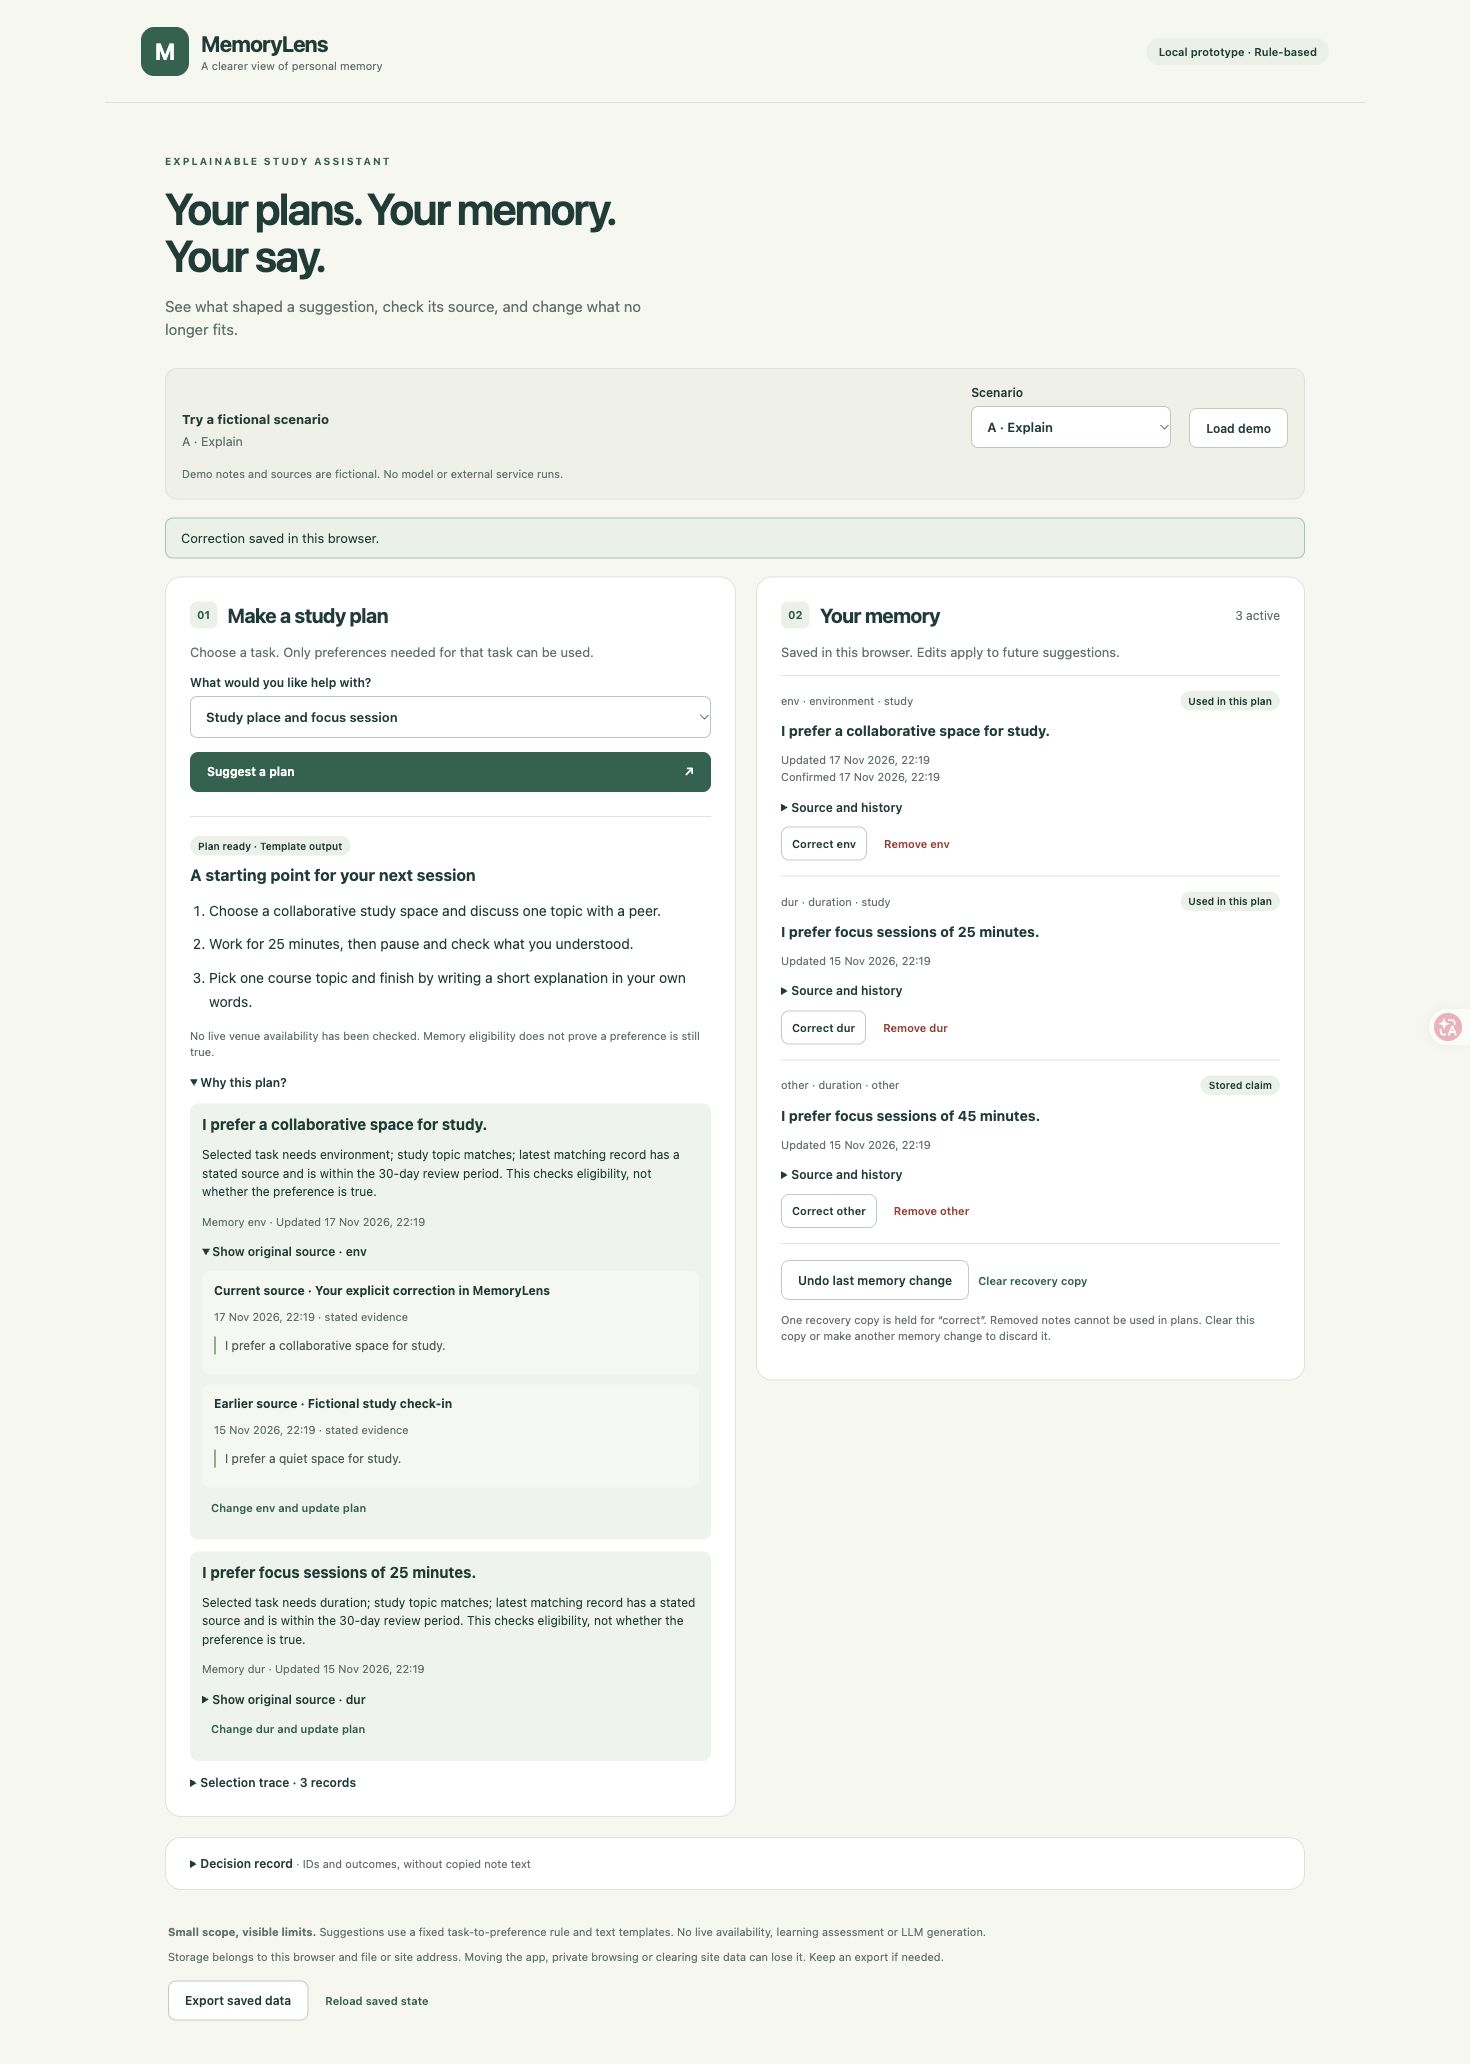 M
MemoryLens
A clearer view of personal memory
Local prototype · Rule-based
EXPLAINABLE STUDY ASSISTANT
Your plans. Your memory.
Your say.
See what shaped a suggestion, check its source, and change what no
longer fits.
Try a fictional scenario
A · Explain
Demo notes and sources are fictional. No model or external service runs.
Scenario
A · Explain
Load demo
Correction saved in this browser.
01 Make a study plan
Choose a task. Only preferences needed for that task can be used.
What would you like help with?
Study place and focus session
Suggest a plan ↗
Plan ready · Template output
A starting point for your next session
1. Choose a collaborative study space and discuss one topic with a peer.
2. Work for 25 minutes, then pause and check what you understood.
3. Pick one course topic and finish by writing a short explanation in your own
words.
No live venue availability has been checked. Memory eligibility does not prove a preference is still
true.
▼ Why this plan?
I prefer a collaborative space for study.
Selected task needs environment; study topic matches; latest matching record has a
stated source and is within the 30-day review period. This checks eligibility, not
whether the preference is true.
Memory env · Updated 17 Nov 2026, 22:19
▼ Show original source · env
Current source · Your explicit correction in MemoryLens
17 Nov 2026, 22:19 · stated evidence
I prefer a collaborative space for study.
Earlier source · Fictional study check-in
15 Nov 2026, 22:19 · stated evidence
I prefer a quiet space for study.
Change env and update plan
I prefer focus sessions of 25 minutes.
Selected task needs duration; study topic matches; latest matching record has a stated
source and is within the 30-day review period. This checks eligibility, not whether the
preference is true.
Memory dur · Updated 15 Nov 2026, 22:19
▶ Show original source · dur
Change dur and update plan
▶ Selection trace · 3 records
02 Your memory
3 active
Saved in this browser. Edits apply to future suggestions.
env · environment · study
Used in this plan
I prefer a collaborative space for study.
Updated 17 Nov 2026, 22:19
Confirmed 17 Nov 2026, 22:19
▶ Source and history
Correct env
Remove env
dur · duration · study
Used in this plan
I prefer focus sessions of 25 minutes.
Updated 15 Nov 2026, 22:19
▶ Source and history
Correct dur
Remove dur
other · duration · other
Stored claim
I prefer focus sessions of 45 minutes.
Updated 15 Nov 2026, 22:19
▶ Source and history
Correct other
Remove other
Undo last memory change
Clear recovery copy
One recovery copy is held for “correct”. Removed notes cannot be used in plans. Clear this
copy or make another memory change to discard it.
▶ Decision record · IDs and outcomes, without copied note text
Small scope, visible limits. Suggestions use a fixed task-to-preference rule and text templates. No live availability, learning assessment or LLM generation.
Storage belongs to this browser and file or site address. Moving the app, private browsing or clearing site data can lose it. Keep an export if needed.
Export saved data
Reload saved state